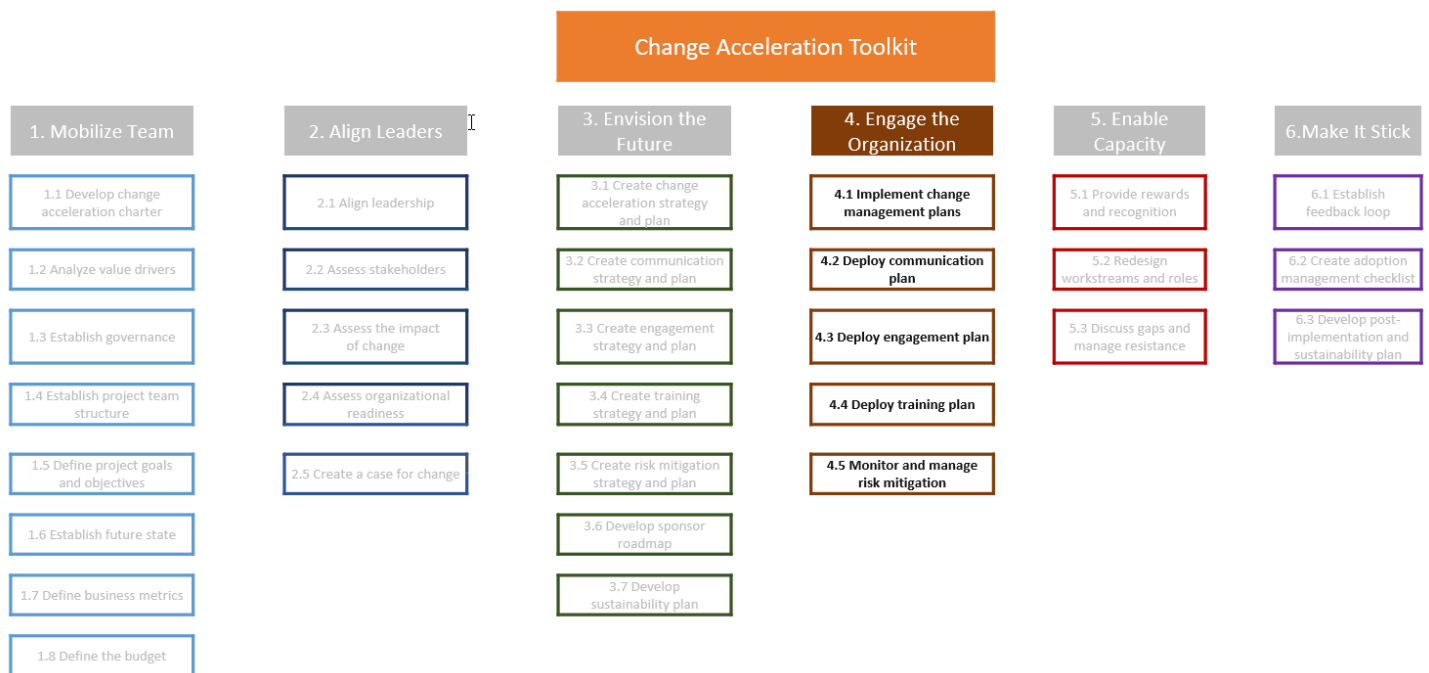 Change Acceleration Toolkit
1. Mobilize Team
1.1 Develop change
acceleration charter
1.2 Analyze value drivers
1.3 Establish governance
1.4 Establish project team
structure
1.5 Define project goals
and objectives
1.6 Establish future state
1.7 Define business metrics
1.8 Define the budget
2. Align Leaders
2.1 Align leadership
2.2 Assess stakeholders
2.3 Assess the impact
of change
2.4 Assess organizational
readiness
2.5 Create a case for change
3. Envision the
Future
3.1 Create change
acceleration strategy
and plan
3.2 Create communication
strategy and plan
3.3 Create engagement
strategy and plan
3.4 Create training
strategy and plan
3.5 Create risk mitigation
strategy and plan
3.6 Develop sponsor
roadmap
3.7 Develop
sustainability plan
4. Engage the
Organization
4.1 Implement change
management plans
4.2 Deploy communication
plan
4.3 Deploy engagement plan
4.4 Deploy training plan
4.5 Monitor and manage
risk mitigation
5. Enable
Capacity
5.1 Provide rewards
and recognition
5.2 Redesign
workstreams and roles
5.3 Discuss gaps and
manage resistance
6.Make It Stick
6.1 Establish
feedback loop
6.2 Create adoption
management checklist
6.3 Develop post-
implementation and
sustainability plan